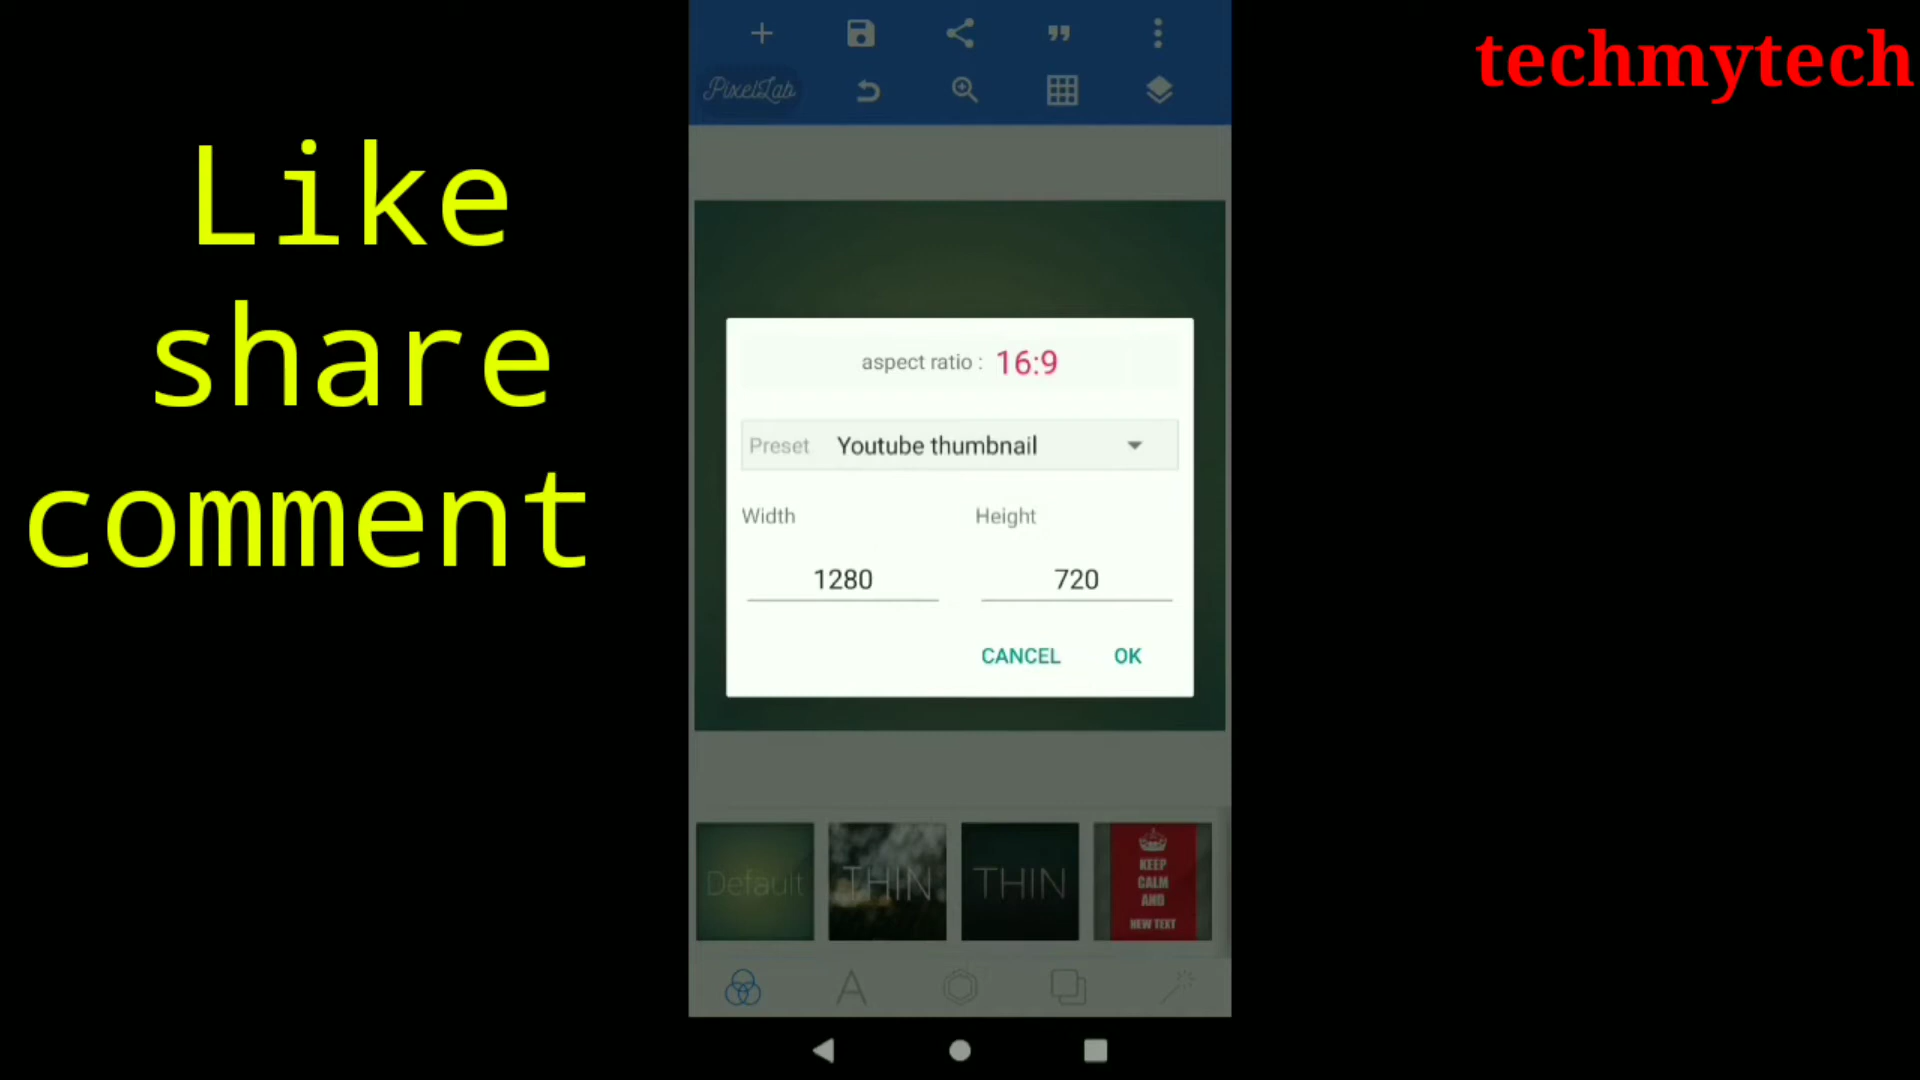 techmytech
Like
share
comment
PixelLab
aspect ratio : 16:9
Preset Youtube thumbnail
Width Height
1280 720
CANCEL OK
Default THIN THIN
KEEP
CALM
AND
NEW TEXT